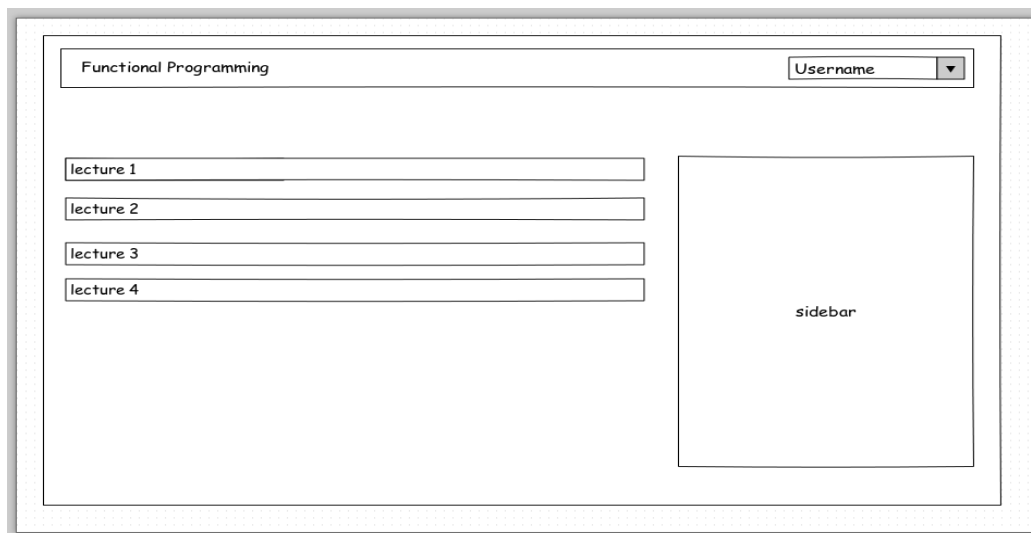 Functional Programming
Username
lecture 1
lecture 2
lecture 3
lecture 4
sidebar